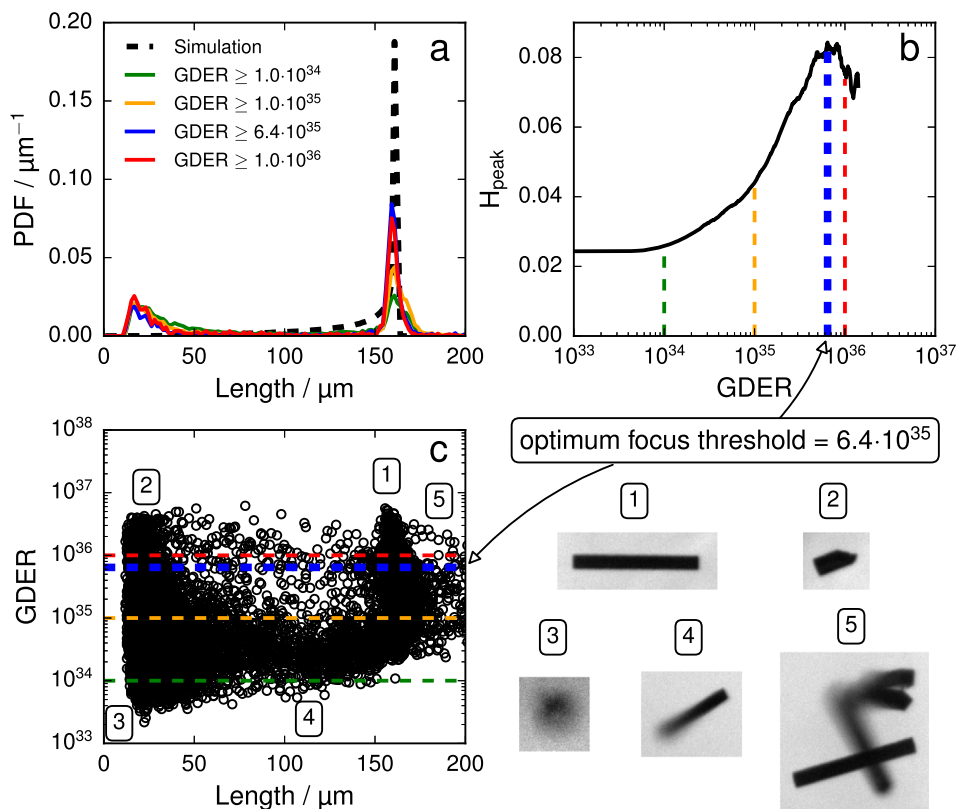 0.20
0.15
0.10
0.05
0.00
PDF / µm⁻¹
a
Simulation
GDER ≥ 1.0·10³⁴
GDER ≥ 1.0·10³⁵
GDER ≥ 6.4·10³⁵
GDER ≥ 1.0·10³⁶
0 50 100 150 200
Length / µm
b
0.08
0.06
0.04
0.02
0.00
H_peak
10³³ 10³⁴ 10³⁵ 10³⁶ 10³⁷
GDER
optimum focus threshold = 6.4·10³⁵
c
10³⁸
10³⁷
10³⁶
10³⁵
10³⁴
10³³
GDER
2 1 5
3 4
0 50 100 150 200
Length / µm
1 2
3 4 5